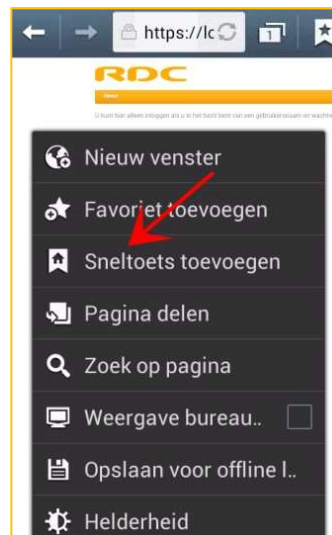 https://lc
1
RDC
U kunt hier alleen inloggen als u in het bezit bent van een gebruikersnaam en wachtw
Nieuw venster
Favoriet toevoegen
Sneltoets toevoegen
Pagina delen
Zoek op pagina
Weergave bureau..
Opslaan voor offline l..
Helderheid